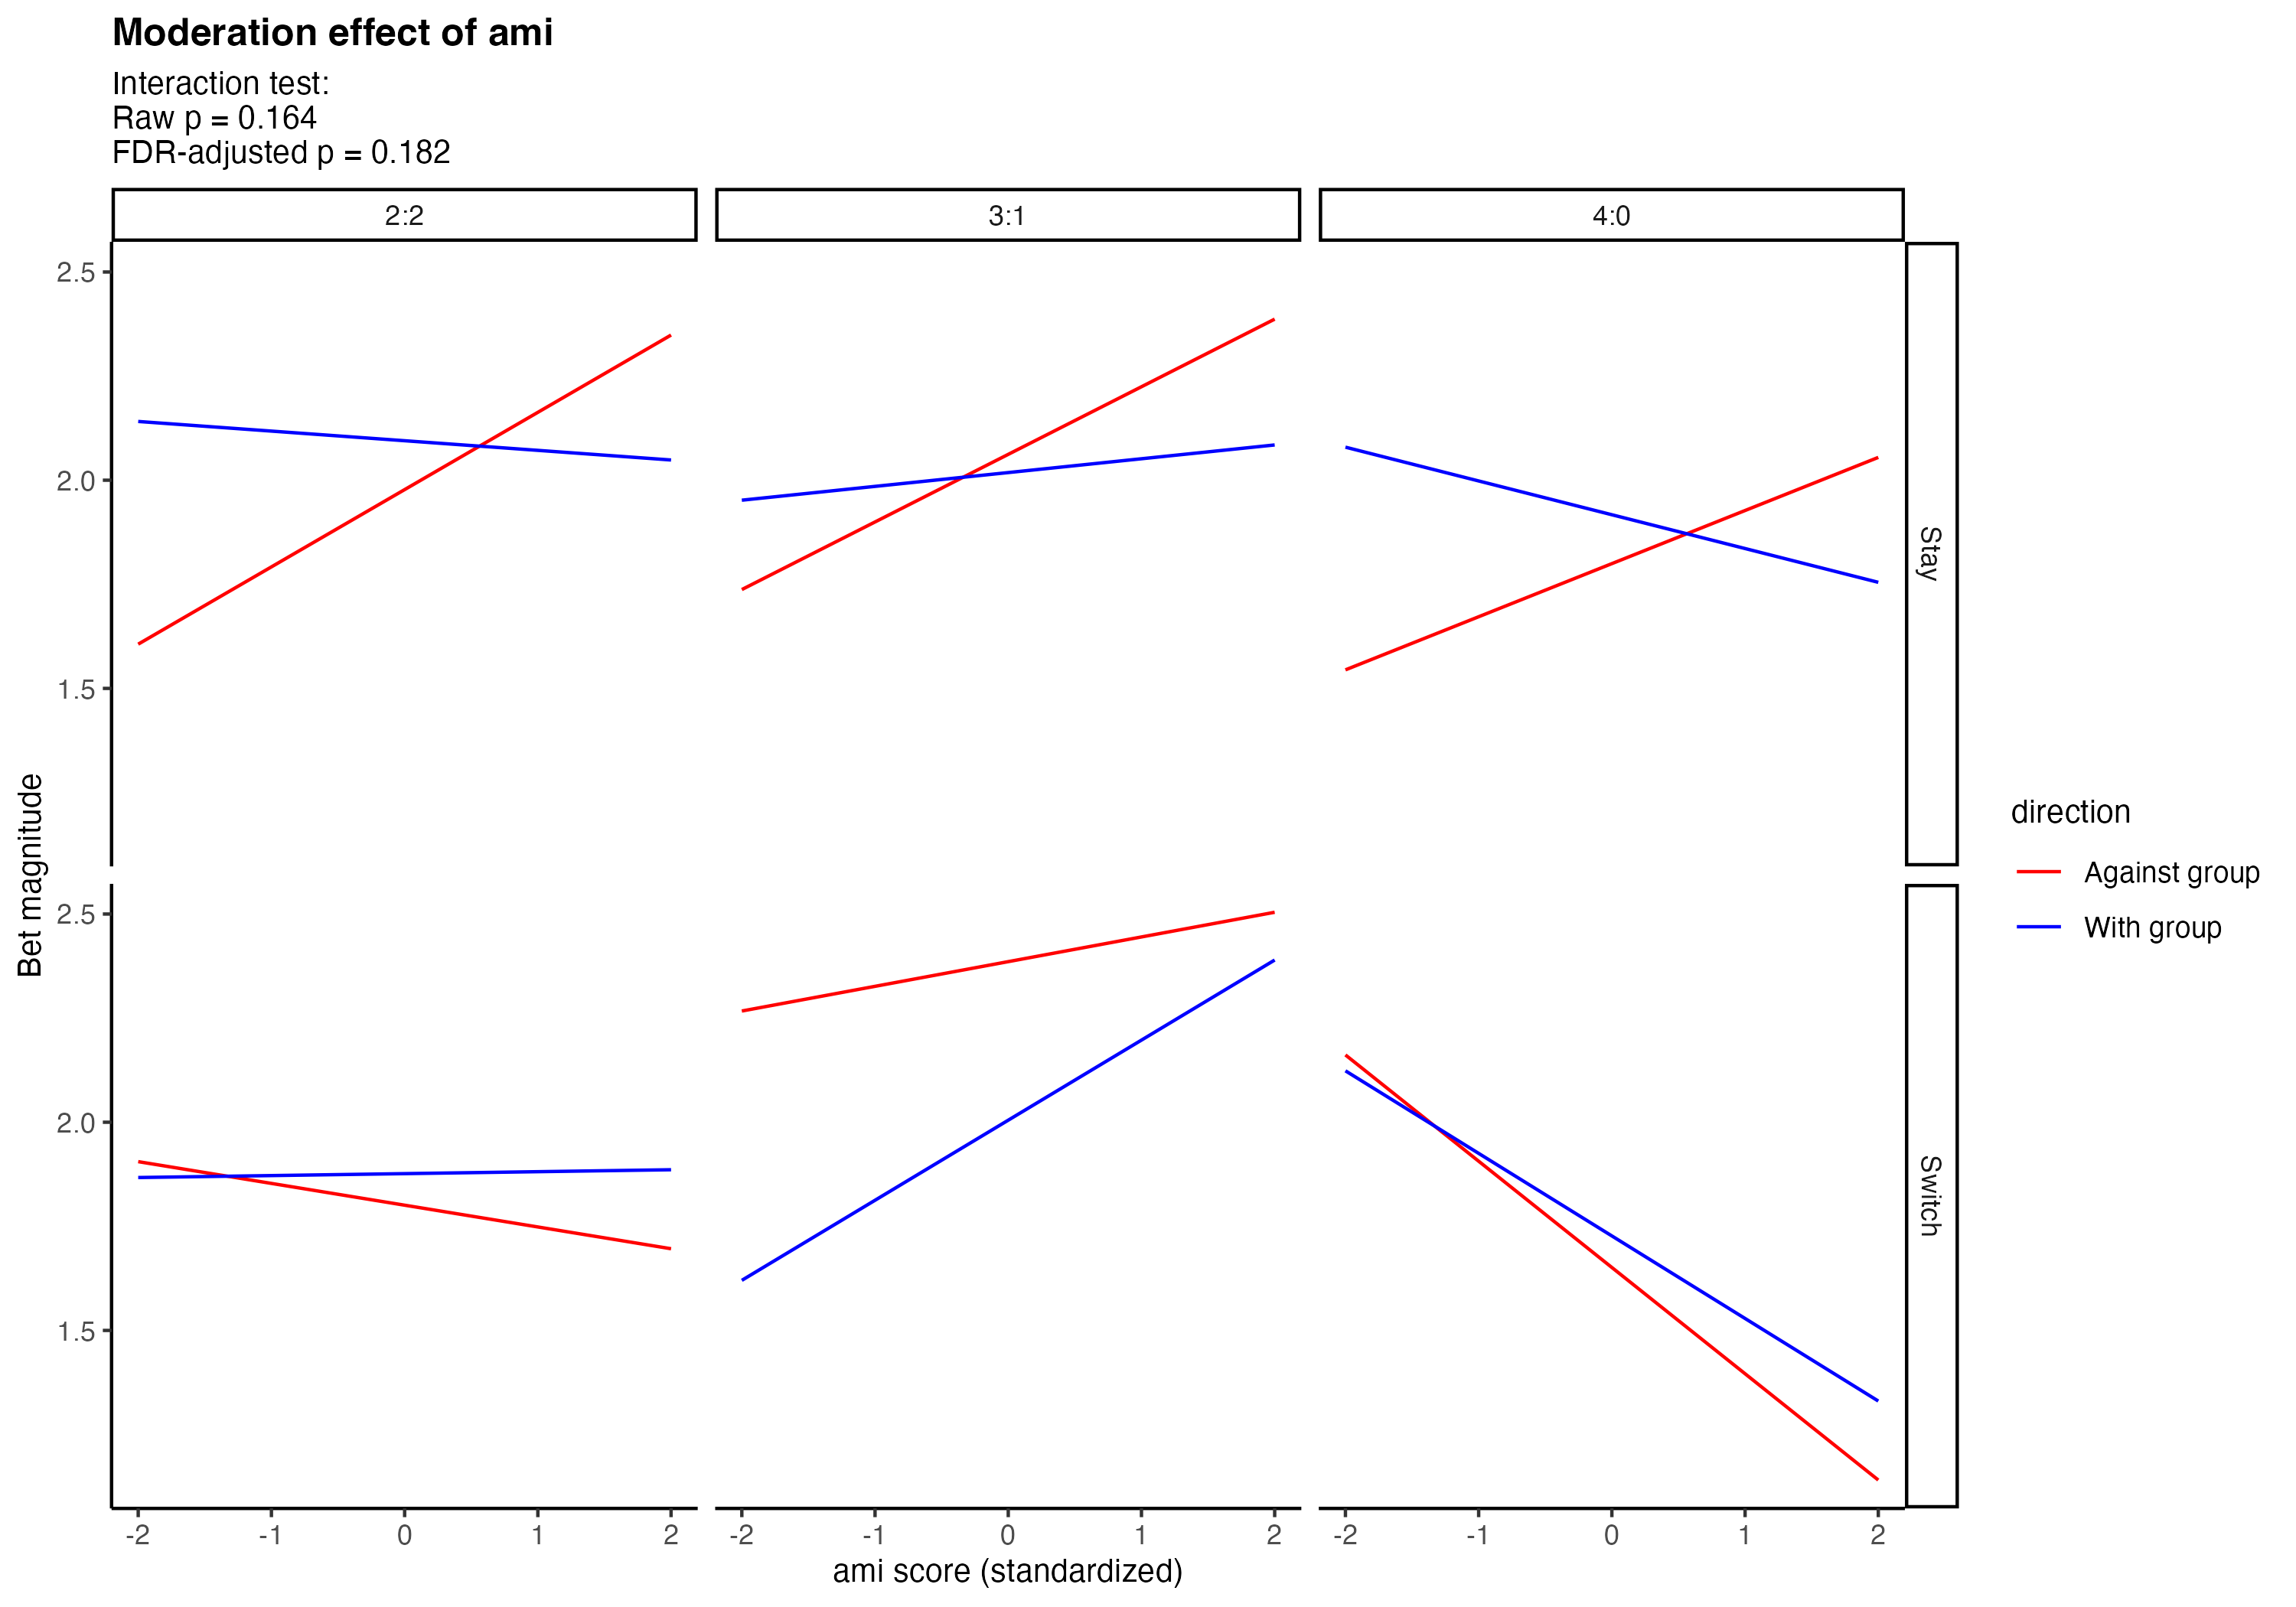 Moderation effect of ami
Interaction test:
Raw p = 0.164
FDR-adjusted p = 0.182
2:2 3:1 4:0
2.5
2.0
1.5
Stay
2.5
2.0
1.5
Switch
-2 -1 0 1 2 -2 -1 0 1 2 -2 -1 0 1 2
ami score (standardized)
Bet magnitude
direction
Against group
With group